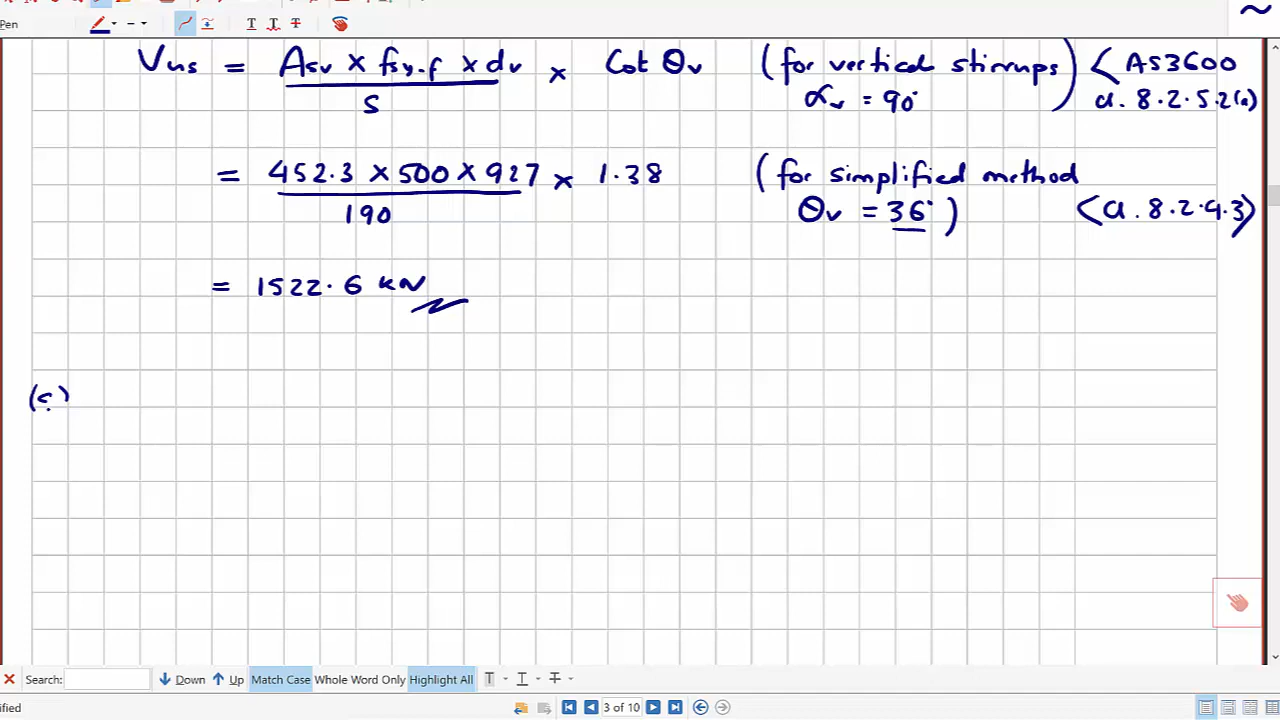 Pen
T T T
Vus = Asv × fsy.f × dv / s × Cot θv (for vertical stirrups αv = 90°) < AS3600 cl. 8.2.5.2(a)
= 452.3 × 500 × 927 / 190 × 1.38 (for simplified method θv = 36°) <cl. 8.2.4.3>
= 1522.6 kN
Search: Down Up Match Case Whole Word Only Highlight All T T T
ified 3 of 10